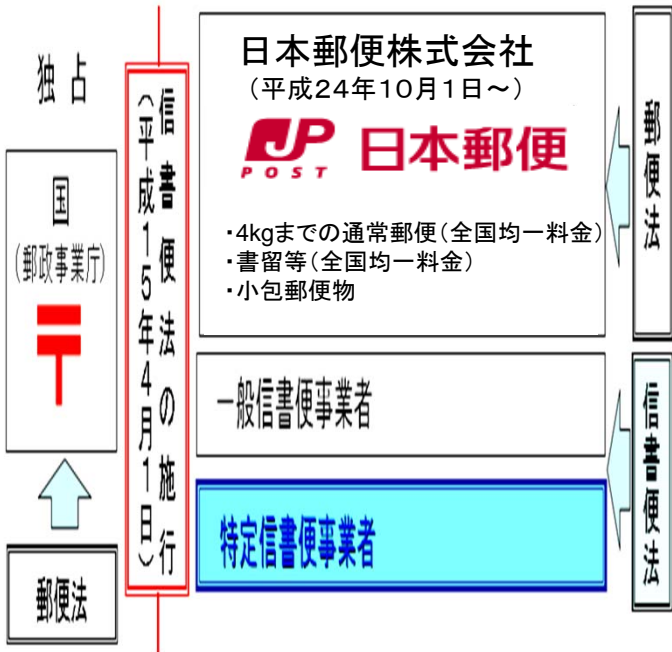 独占
国
(郵政事業庁)
〒
郵便法
信書便法の施行
(平成15年4月1日)
日本郵便株式会社
(平成24年10月1日～)
JP
POST
日本郵便
・4kgまでの通常郵便(全国均一料金)
・書留等(全国均一料金)
・小包郵便物
一般信書便事業者
特定信書便事業者
郵便法
信書便法